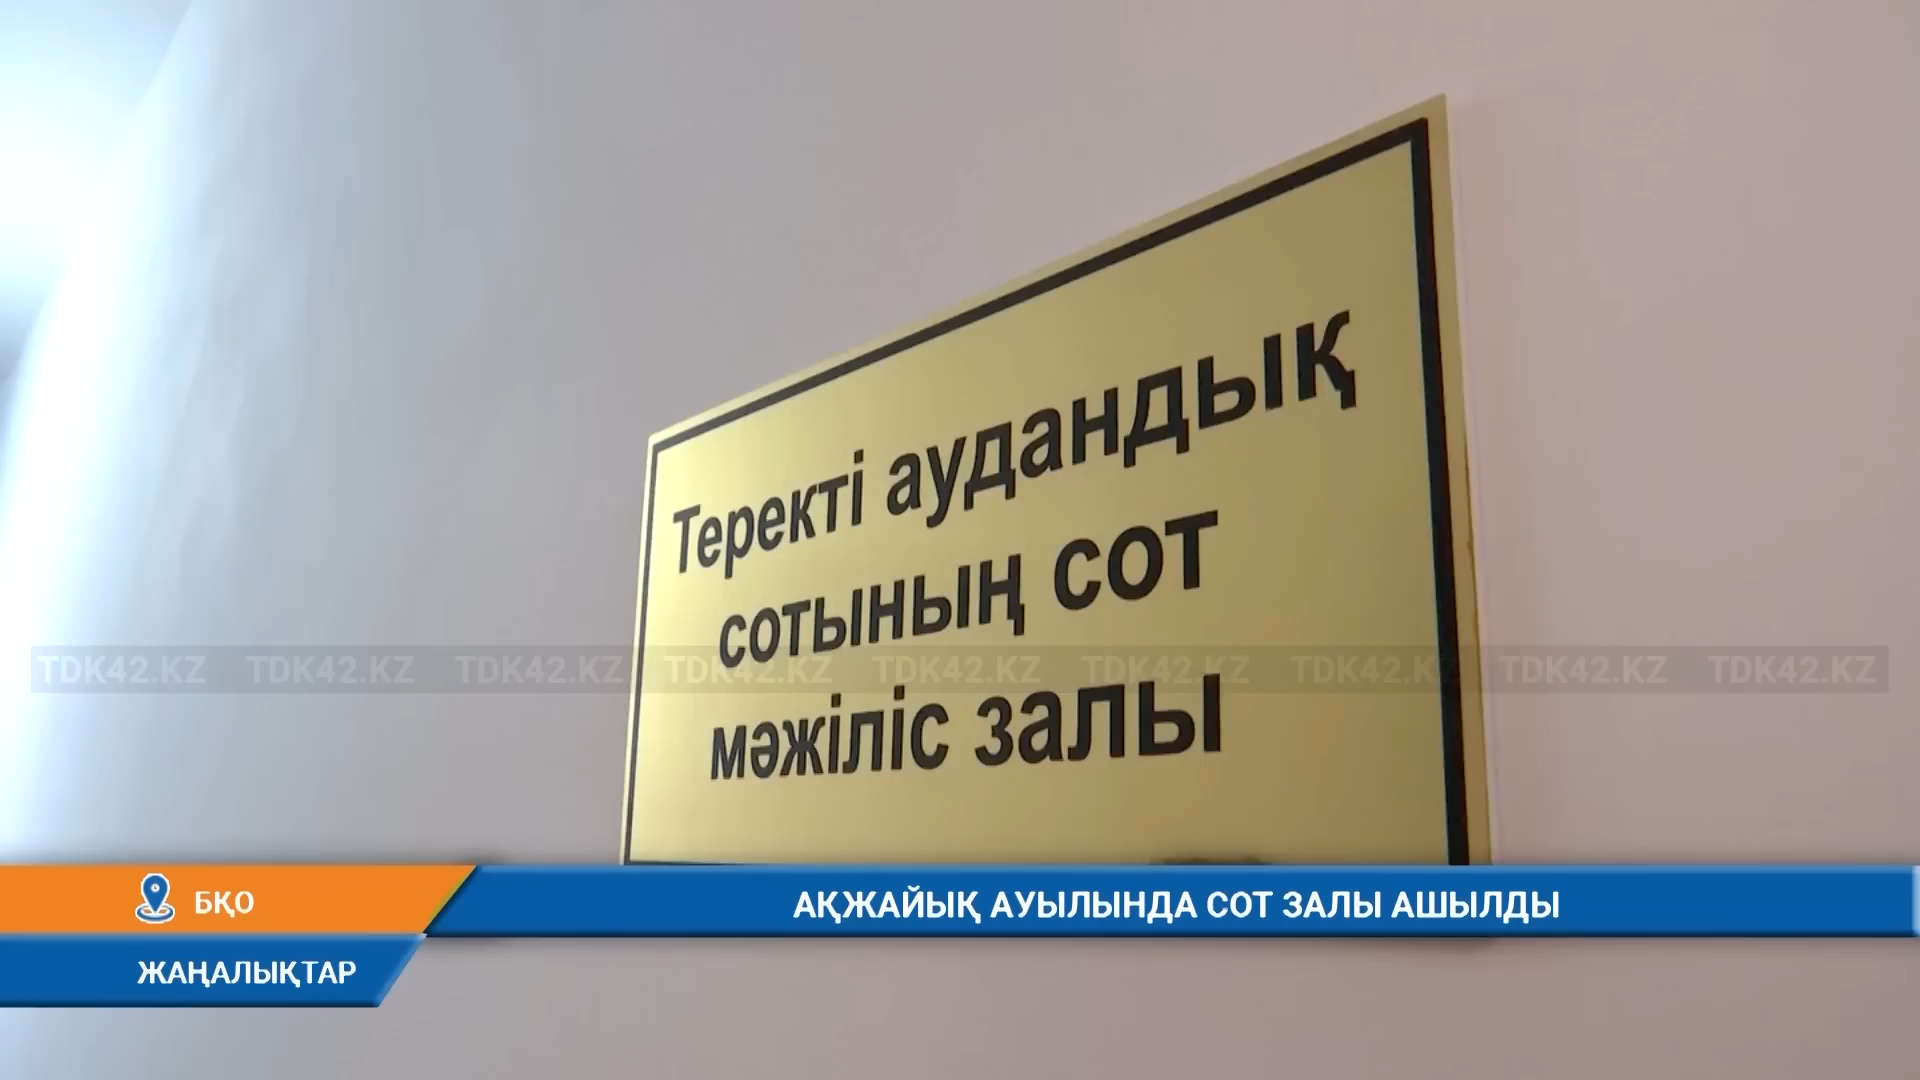 Теректі аудандық
сотының сот
мәжіліс залы
TDK42.KZ TDK42.KZ TDK42.KZ TDK42.KZ TDK42.KZ TDK42.KZ TDK42.KZ TDK42.KZ TDK42.KZ
БҚО
АҚЖАЙЫҚ АУЫЛЫНДА СОТ ЗАЛЫ АШЫЛДЫ
ЖАҢАЛЫҚТАР